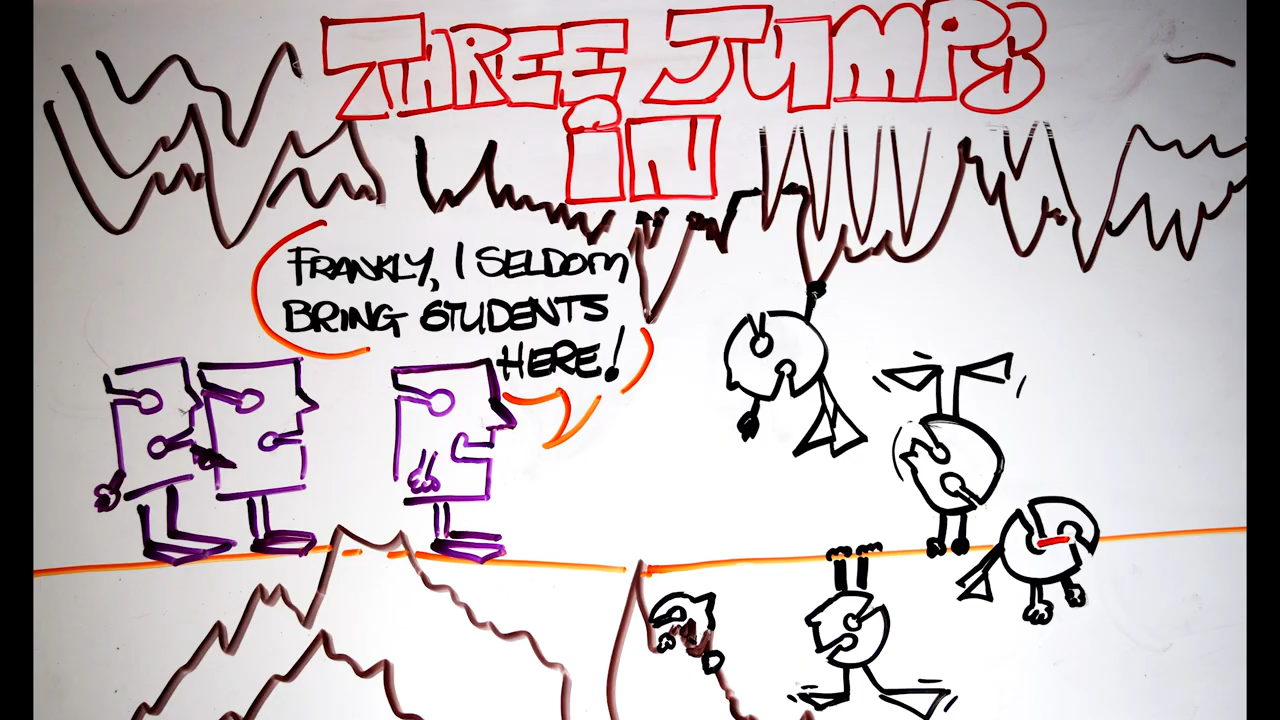 THREE JUMPS
iN
FRANKLY, I SELDOM
BRING STUDENTS
HERE!